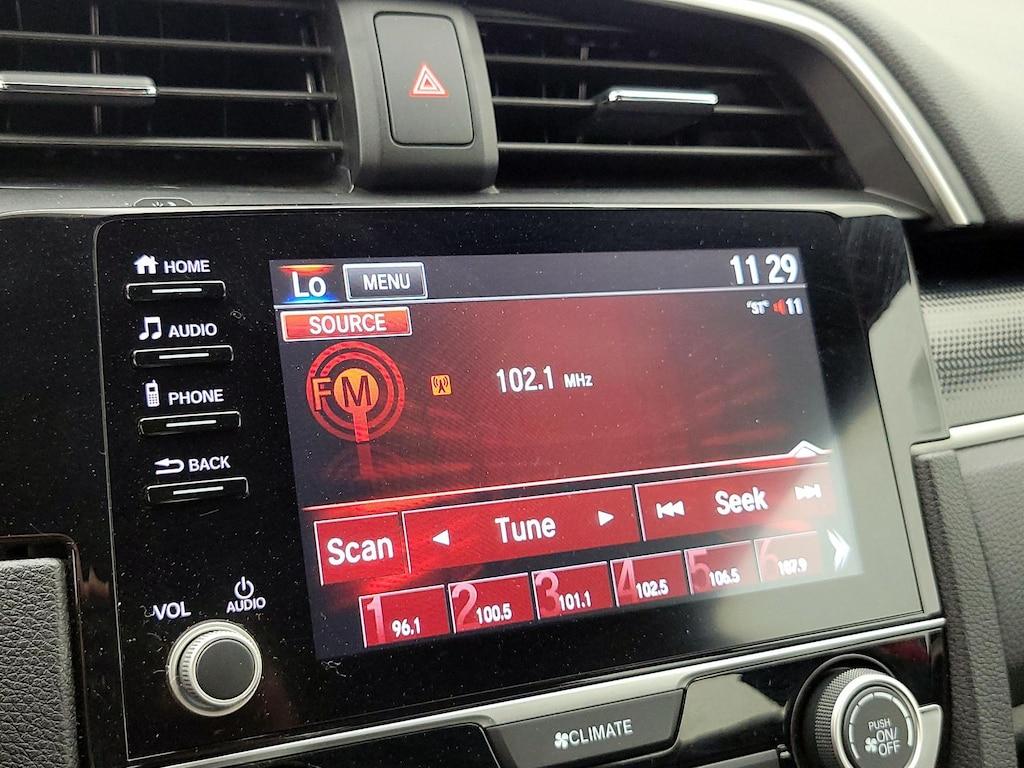 HOME
AUDIO
PHONE
BACK
VOL
AUDIO
Lo MENU 11 29
"ST" 11
SOURCE
FM 102.1 MHz
Scan Tune Seek
1 96.1 2 100.5 3 101.1 4 102.5 5 106.5 6 107.9
CLIMATE
PUSH
ON/
OFF